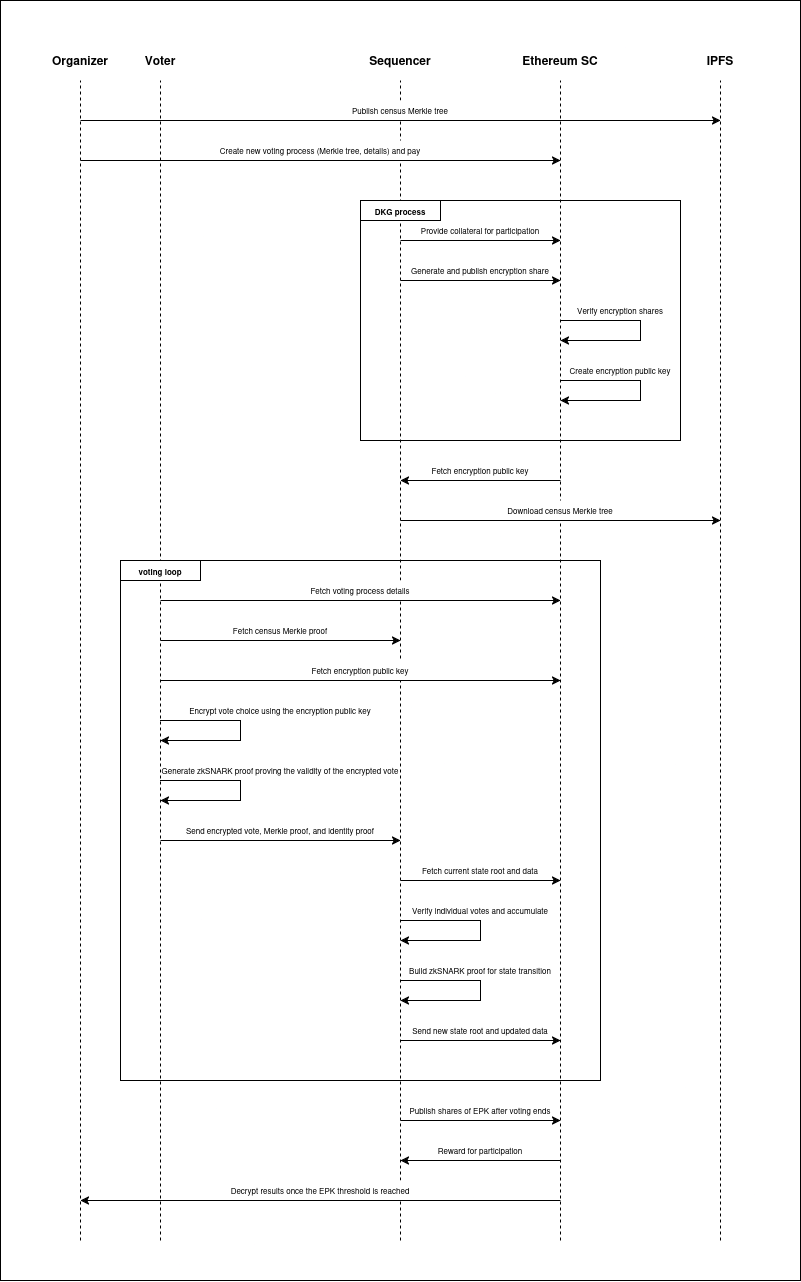 Organizer Voter Sequencer Ethereum SC IPFS
Publish census Merkle tree
Create new voting process (Merkle tree, details) and pay
DKG process
Provide collateral for participation
Generate and publish encryption share
Verify encryption shares
Create encryption public key
Fetch encryption public key
Download census Merkle tree
voting loop
Fetch voting process details
Fetch census Merkle proof
Fetch encryption public key
Encrypt vote choice using the encryption public key
Generate zkSNARK proof proving the validity of the encrypted vote
Send encrypted vote, Merkle proof, and identity proof
Fetch current state root and data
Verify individual votes and accumulate
Build zkSNARK proof for state transition
Send new state root and updated data
Publish shares of EPK after voting ends
Reward for participation
Decrypt results once the EPK threshold is reached